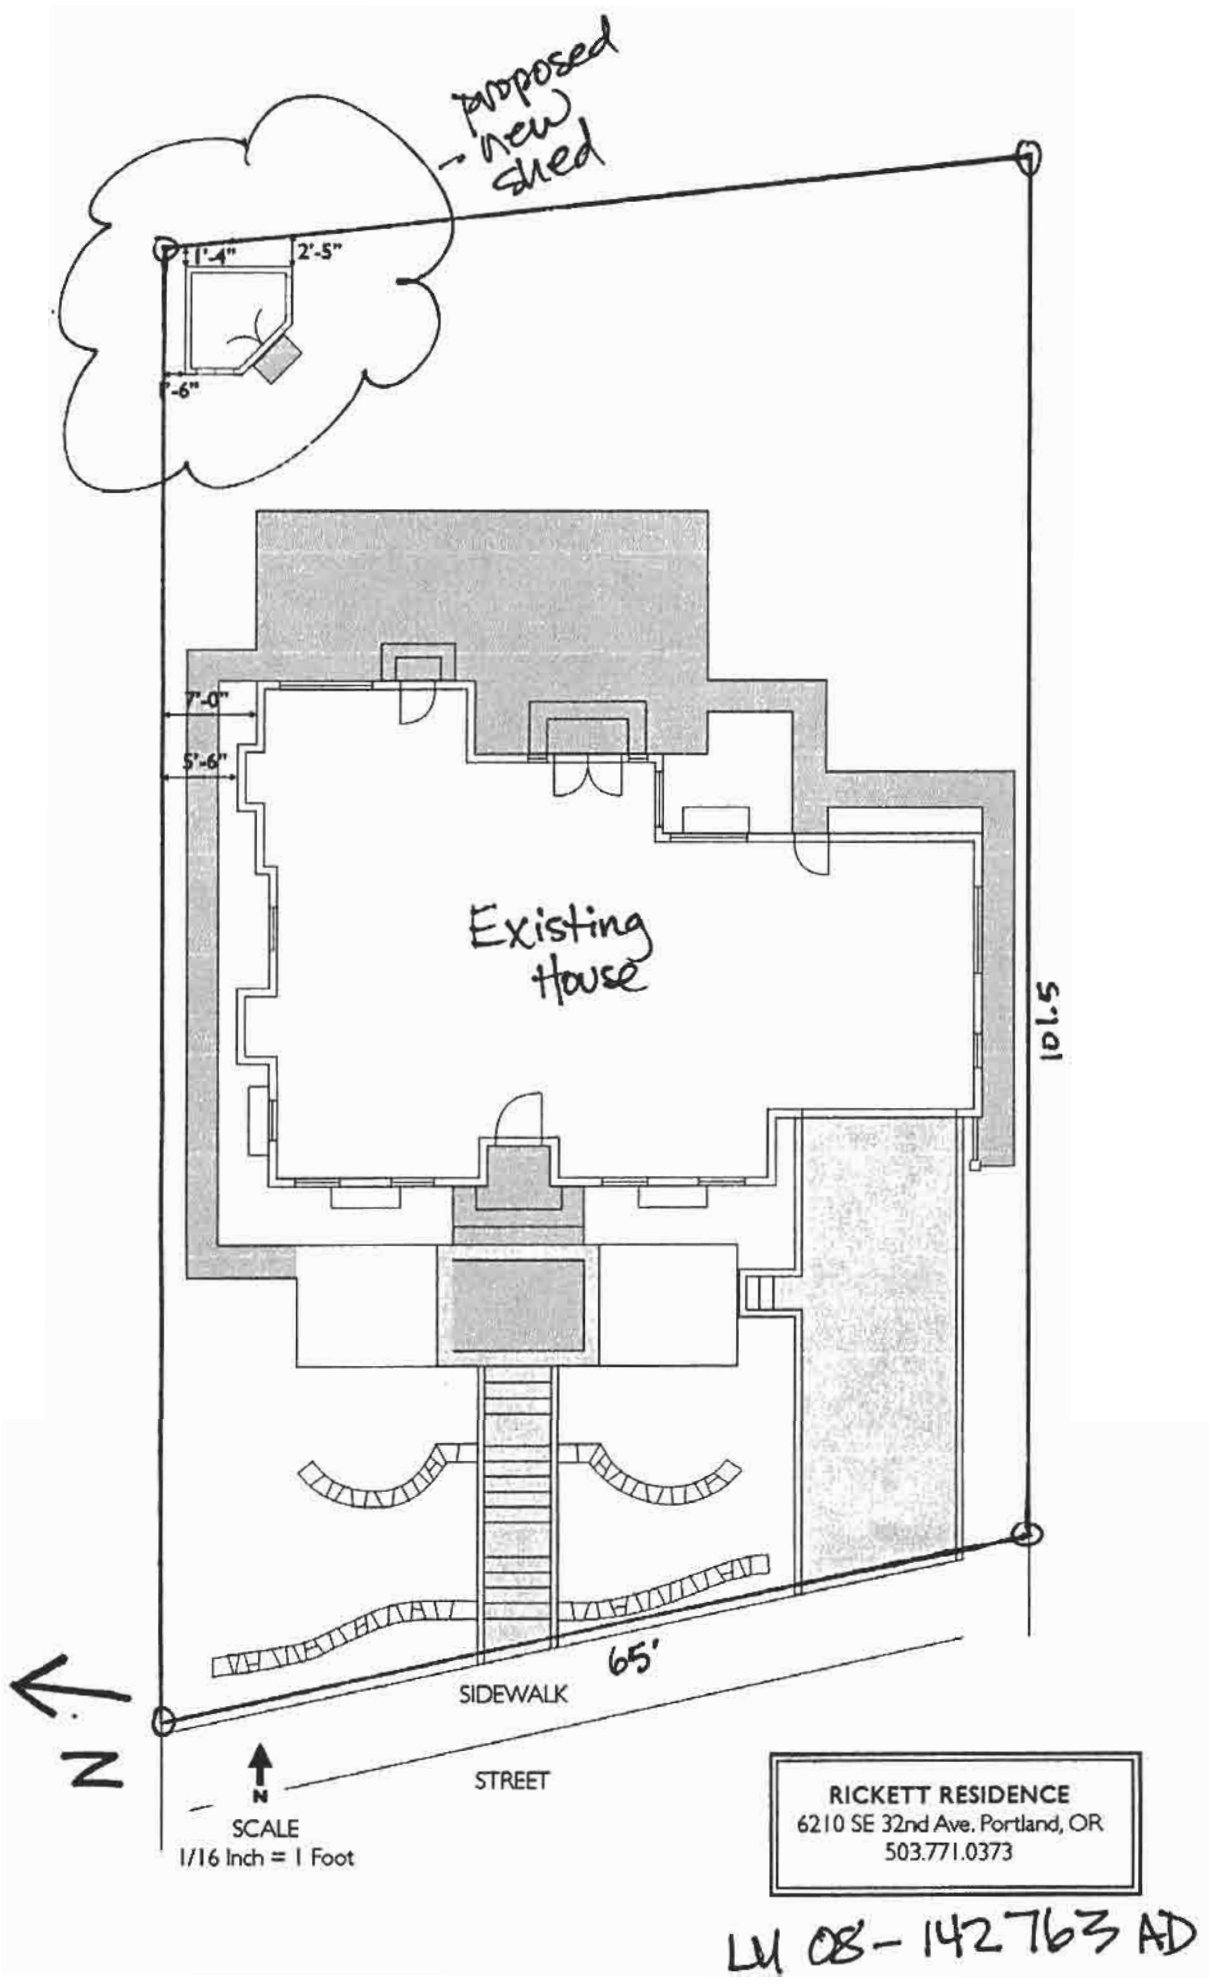 proposed
new
shed
1'-4"
2'-5"
1'-6"
7'-0"
5'-6"
Existing
House
101.5
65'
SIDEWALK
STREET
N
N
SCALE
1/16 Inch = 1 Foot
RICKETT RESIDENCE
6210 SE 32nd Ave. Portland, OR
503.771.0373
LU 08-142763 AD